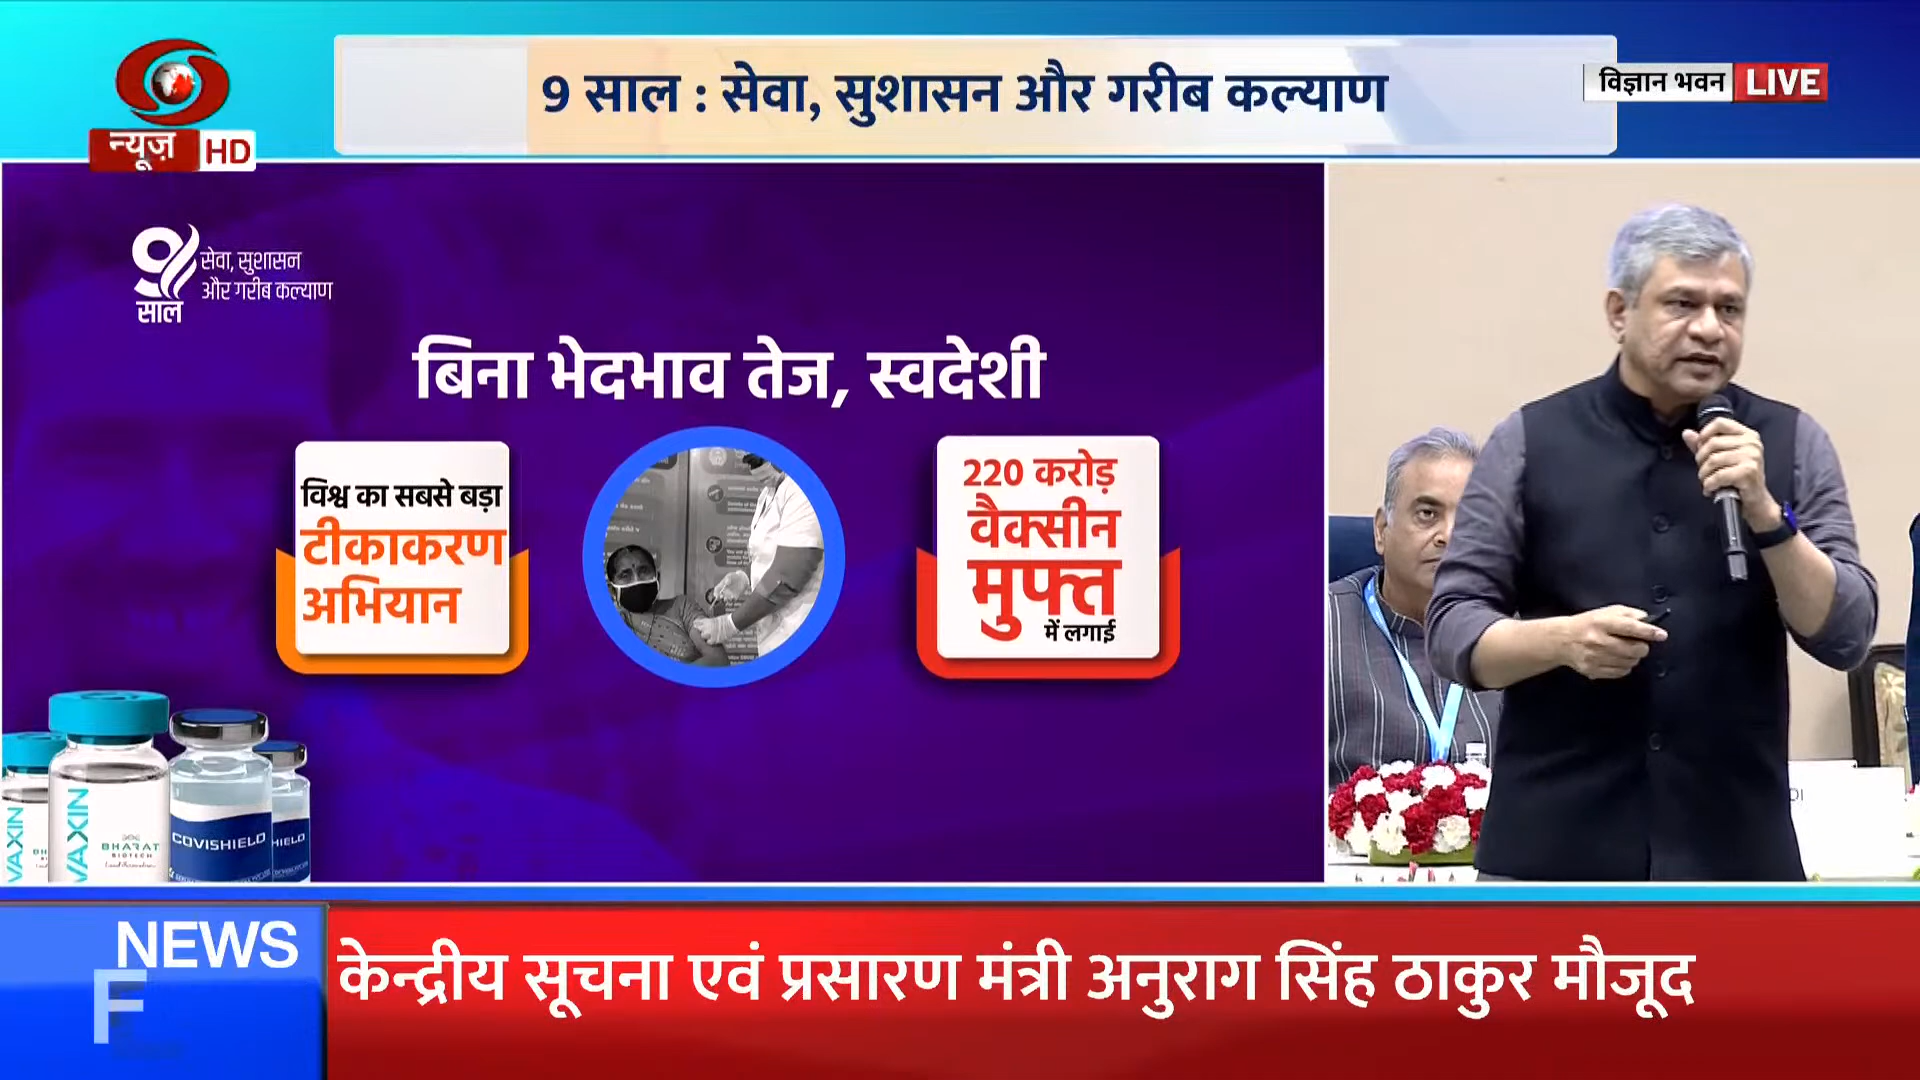 न्यूज़ HD
9 साल : सेवा, सुशासन और गरीब कल्याण
विज्ञान भवन LIVE
9 साल
सेवा, सुशासन
और गरीब कल्याण
बिना भेदभाव तेज, स्वदेशी
विश्व का सबसे बड़ा
टीकाकरण
अभियान
220 करोड़
वैक्सीन
मुफ्त
में लगाई
VAXIN
VAXIN
BHARAT
BIOTECH
COVISHIELD
HIELD
NEWS
F
केन्द्रीय सूचना एवं प्रसारण मंत्री अनुराग सिंह ठाकुर मौजूद